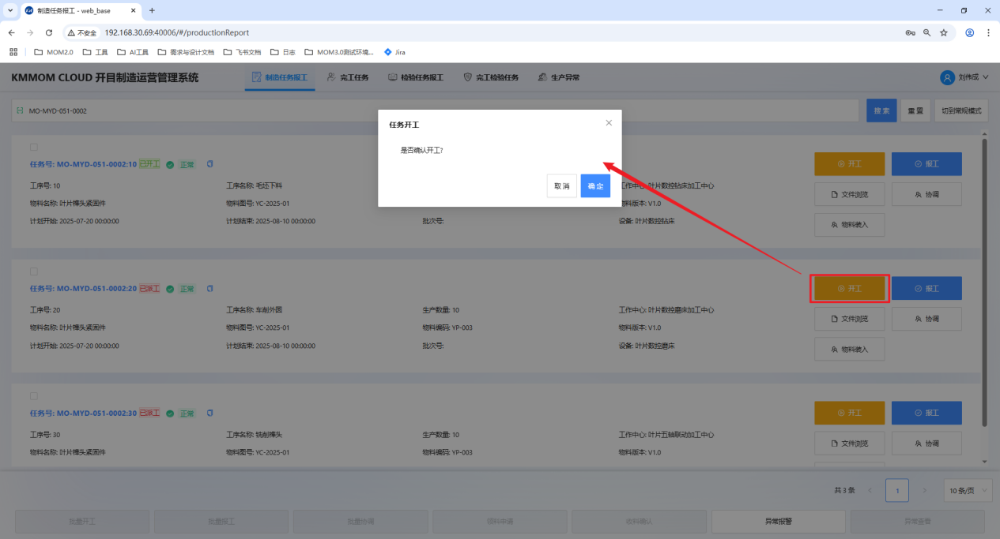 制造任务报工 - web_base
不安全 192.168.30.69:40006/#/productionReport
MOM2.0 工具 AI工具 需求与设计文档 飞书文档 日志 MOM3.0测试环境... Jira
KMMOM CLOUD 开目制造运营管理系统 制造任务报工 完工任务 检验任务报工 完工检验任务 生产异常 刘伟成
MO-MYD-051-0002 搜 索 重 置 切到常规模式
任务开工
是否确认开工?
取 消 确 定
任务号: MO-MYD-051-0002:10 已开工 正常 开工 报工
工序号: 10 工序名称: 毛坯下料 工作中心: 叶片数控钻床加工中心 文件浏览 协调
物料名称: 叶片榫头紧固件 物料图号: YC-2025-01 物料版本: V1.0
计划开始: 2025-07-20 00:00:00 计划结束: 2025-08-10 00:00:00 批次号: 设备: 叶片数控钻床 物料装入
任务号: MO-MYD-051-0002:20 已派工 正常 开工 报工
工序号: 20 工序名称: 车削外圆 生产数量: 10 工作中心: 叶片数控磨床加工中心 文件浏览 协调
物料名称: 叶片榫头紧固件 物料图号: YC-2025-01 物料编码: YP-003 物料版本: V1.0
计划开始: 2025-07-20 00:00:00 计划结束: 2025-08-10 00:00:00 批次号: 设备: 叶片数控磨床 物料装入
任务号: MO-MYD-051-0002:30 已派工 正常 开工 报工
工序号: 30 工序名称: 铣削榫头 生产数量: 10 工作中心: 叶片五轴联动加工中心 文件浏览 协调
物料名称: 叶片榫头紧固件 物料图号: YC-2025-01 物料编码: YP-003 物料版本: V1.0
共 3 条 1 10 条/页
批量开工 批量报工 批量协调 领料申请 收料确认 异常报警 异常查看